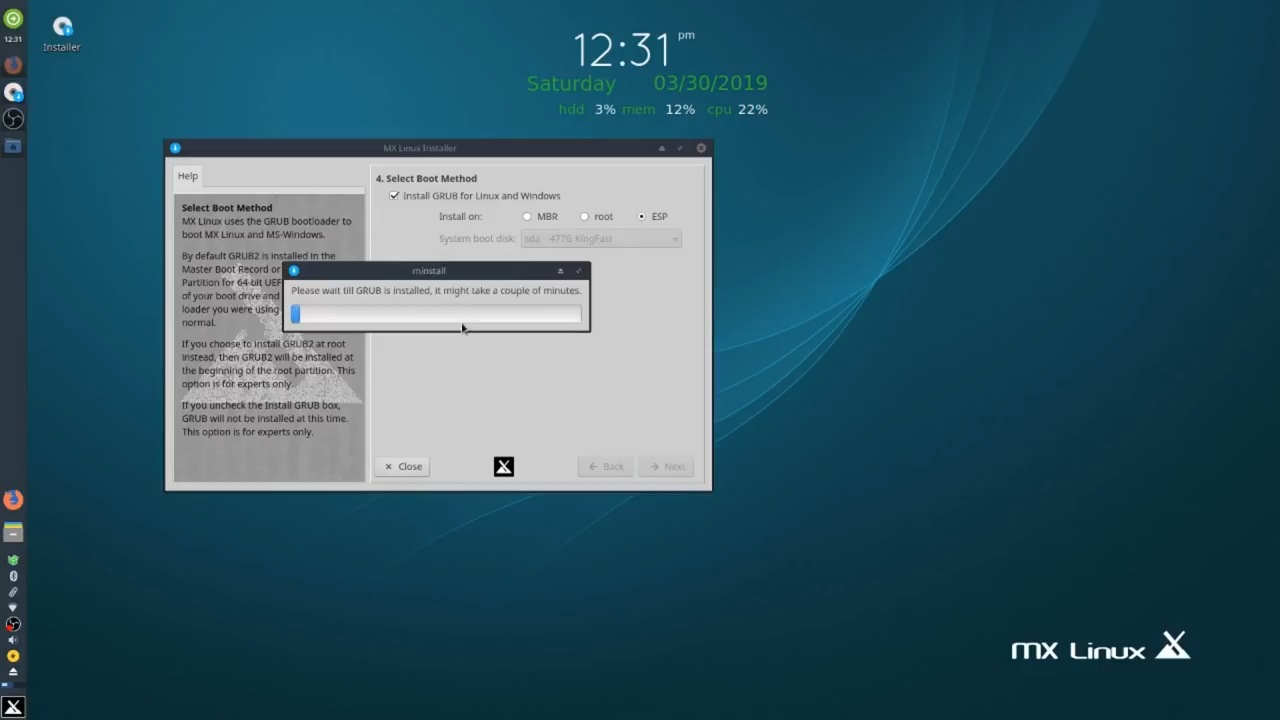 12:31
Installer
12:31 pm
Saturday 03/30/2019
hdd 3% mem 12% cpu 22%
MX Linux Installer
Help
Select Boot Method
MX Linux uses the GRUB bootloader to
boot MX Linux and MS-Windows.
By default GRUB2 is installed in the
Master Boot Record or
Partition for 64-bit UEF
of your boot drive and
loader you were using
normal.
If you choose to install GRUB2 at root
instead, then GRUB2 will be installed at
the beginning of the root partition. This
option is for experts only.
If you uncheck the Install GRUB box,
GRUB will not be installed at this time.
This option is for experts only.
4. Select Boot Method
Install GRUB for Linux and Windows
Install on: MBR root ESP
System boot disk: sda 477G KingFast
minstall
Please wait till GRUB is installed, it might take a couple of minutes.
Close
Back
Next
MX Linux